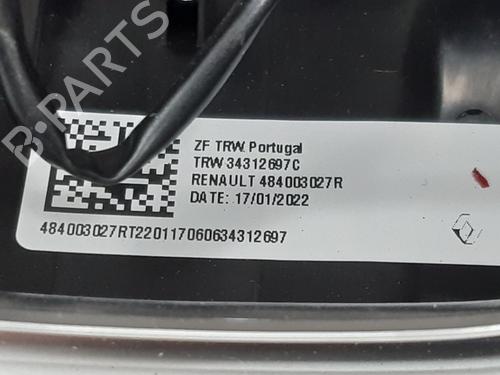 B-PARTS
ZF TRW Portugal
TRW 34312697C
RENAULT 484003027R
DATE: 17/01/2022
484003027RT220117060634312697